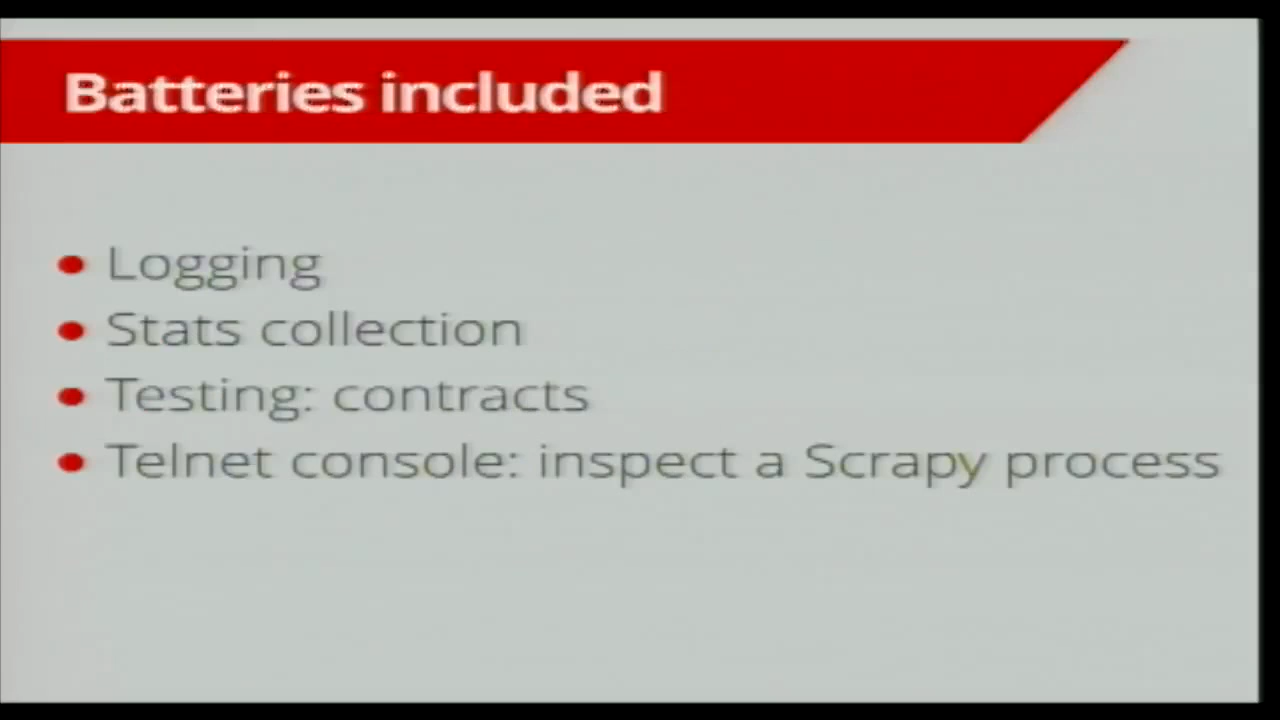 Batteries included
Logging
Stats collection
Testing: contracts
Telnet console: inspect a Scrapy process